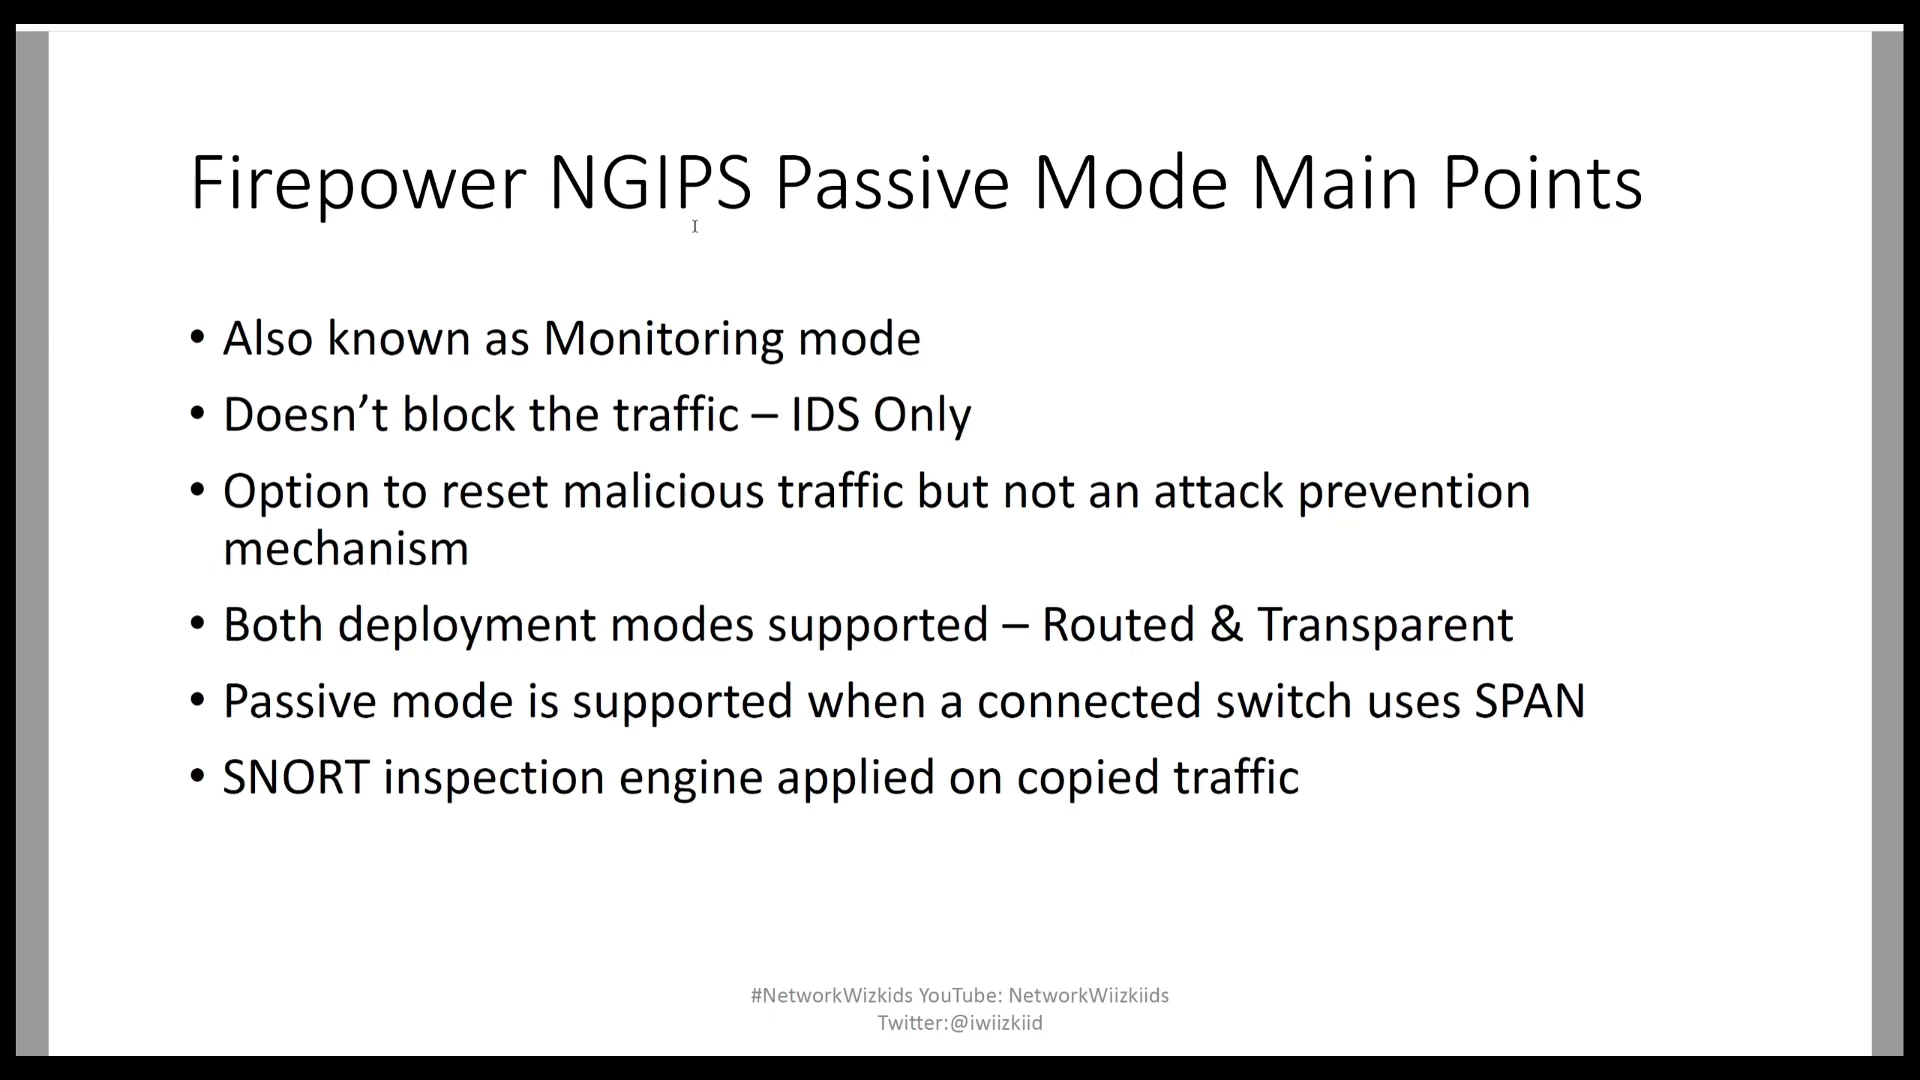 Firepower NGIPS Passive Mode Main Points
• Also known as Monitoring mode
• Doesn’t block the traffic – IDS Only
• Option to reset malicious traffic but not an attack prevention
mechanism
• Both deployment modes supported – Routed & Transparent
• Passive mode is supported when a connected switch uses SPAN
• SNORT inspection engine applied on copied traffic
#NetworkWizkids YouTube: NetworkWiizkiids
Twitter:@iwiizkiid